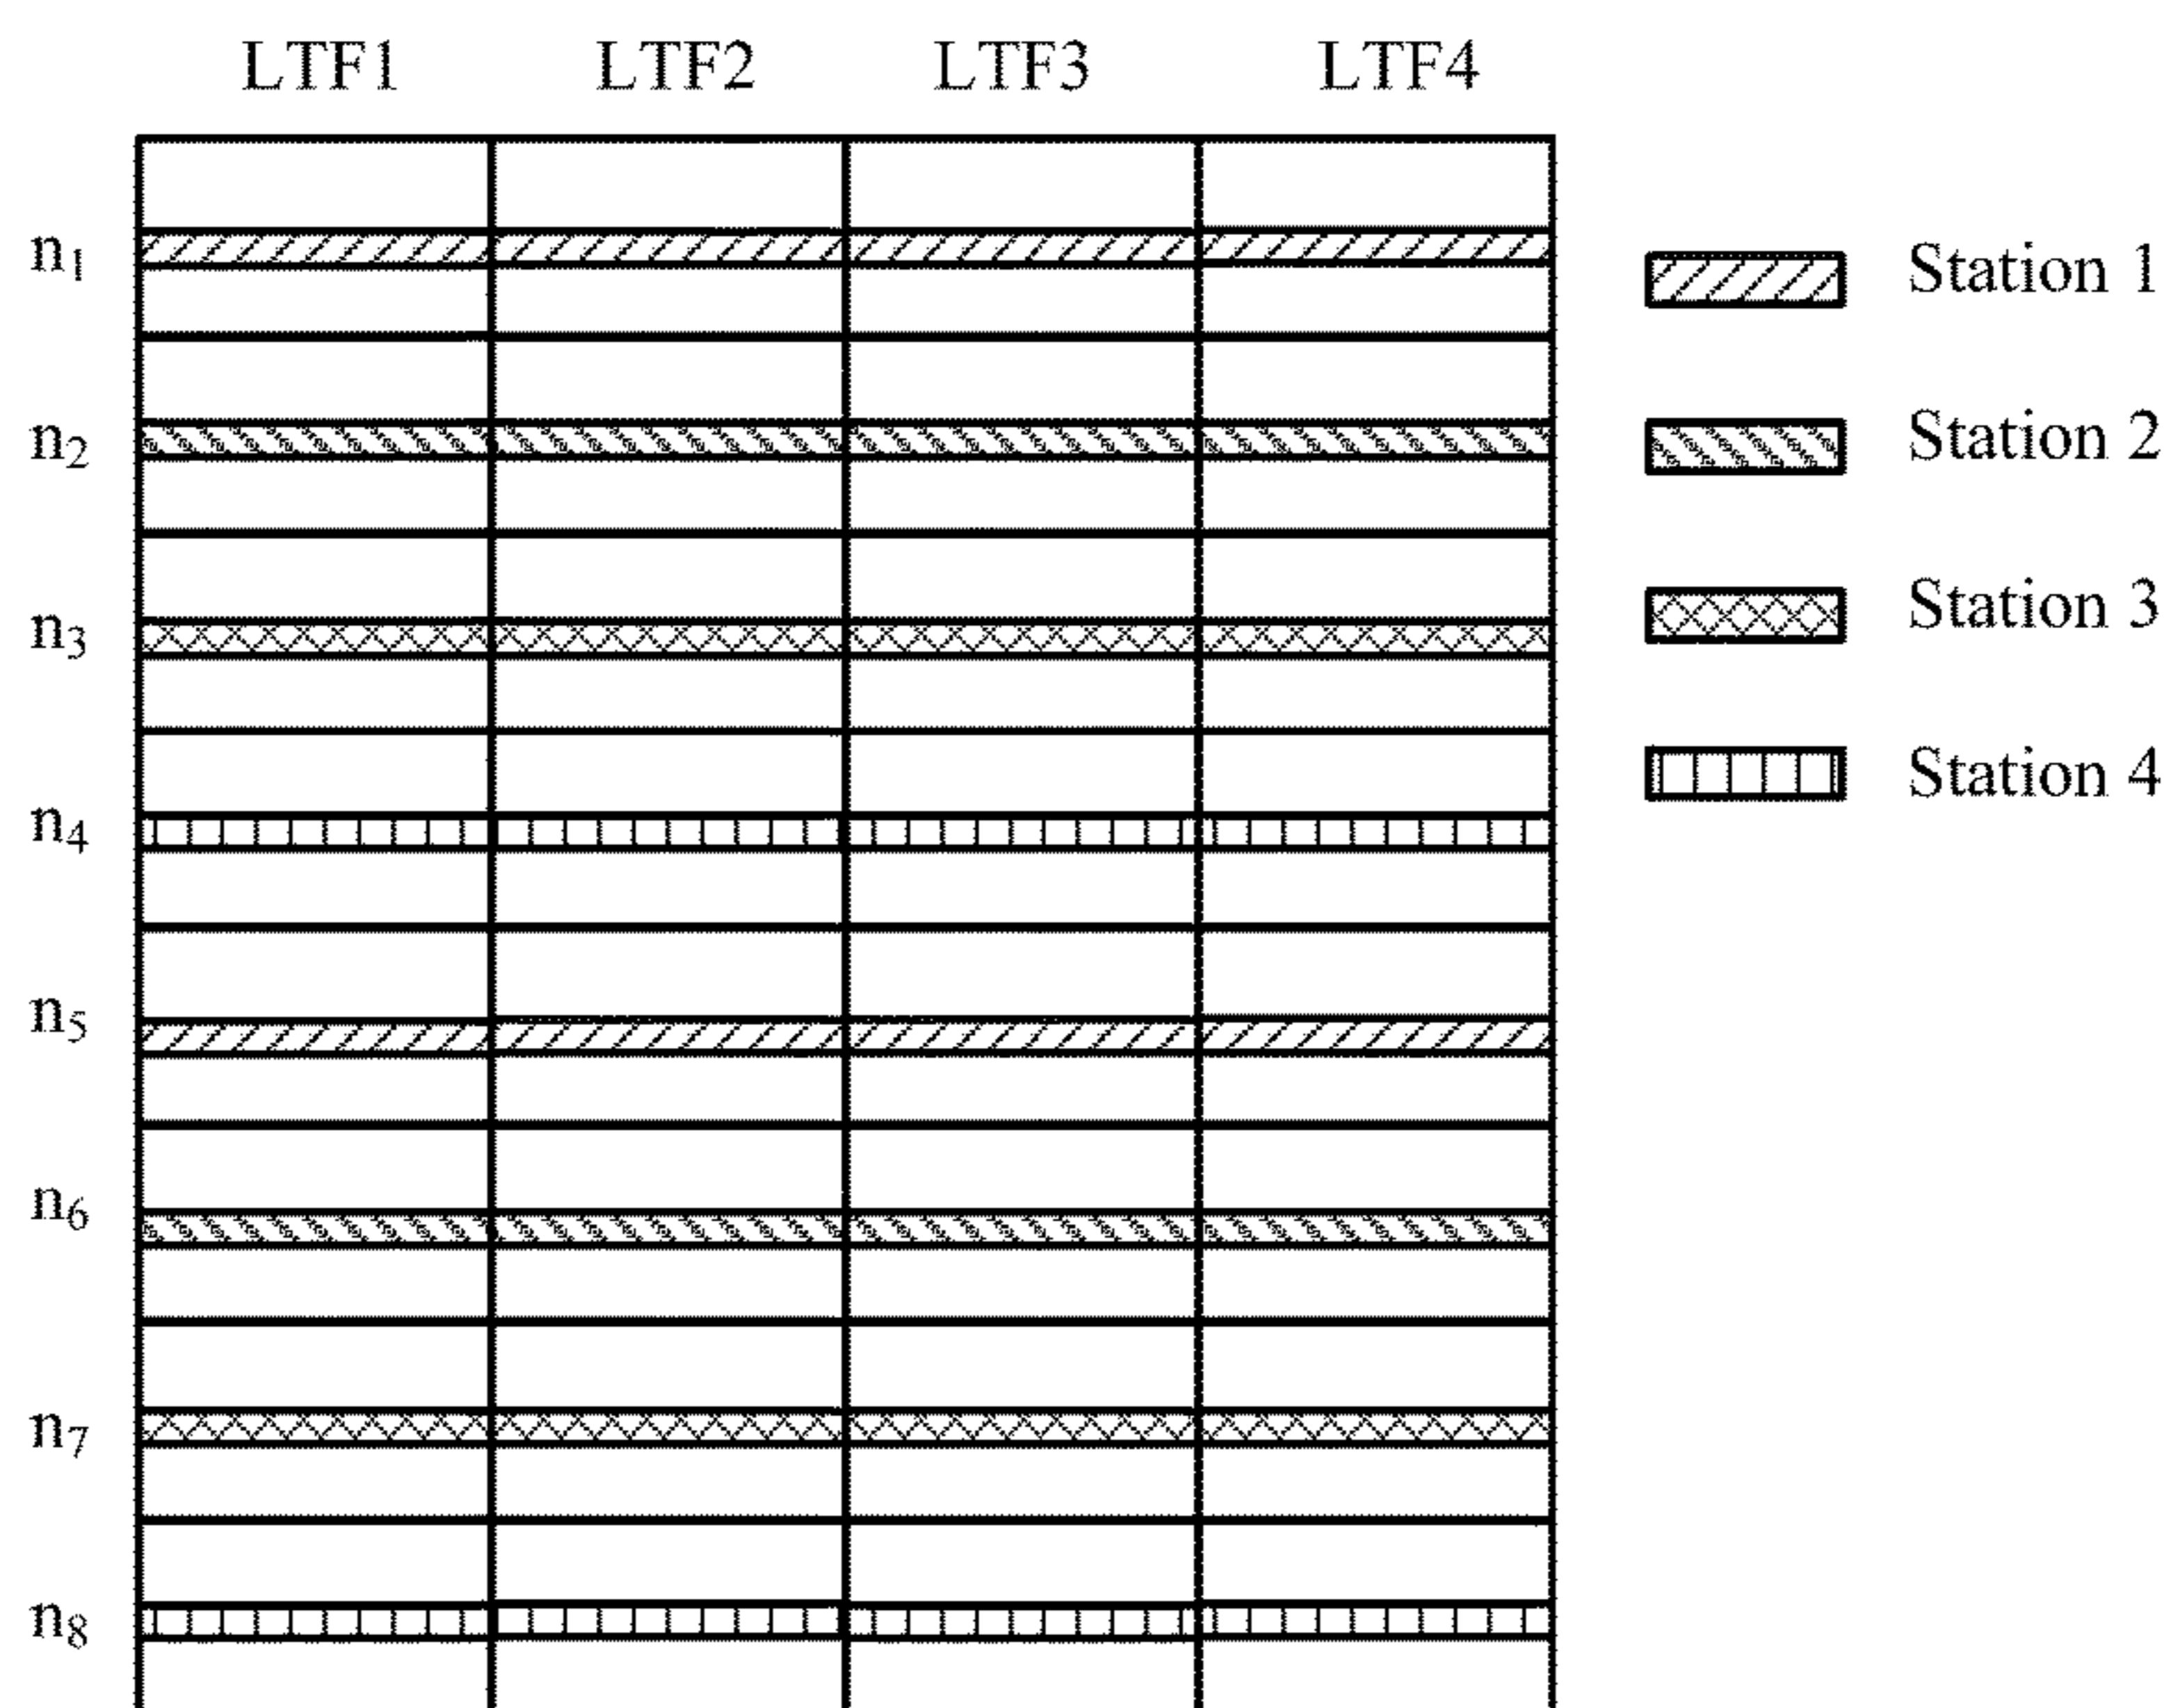 LTF1 LTF2 LTF3 LTF4
n1
n2
n3
n4
n5
n6
n7
n8
Station 1
Station 2
Station 3
Station 4